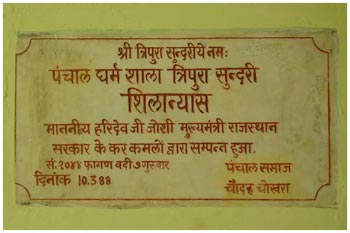 श्री त्रिपुरा सुन्दरीये नमः
पंचाल धर्म शाला त्रिपुरा सुन्दरी
शिलान्यास
माननीय हरिदेव जी जोशी मुख्यमंत्री राजस्थान
सरकार के कर कमलों द्वारा सम्पन्न हुआ.
सं. २०४४ फागण वदी ७ गुरुवार
दिनांक 10.3.88
पंचाल समाज
चौदह चोखरा